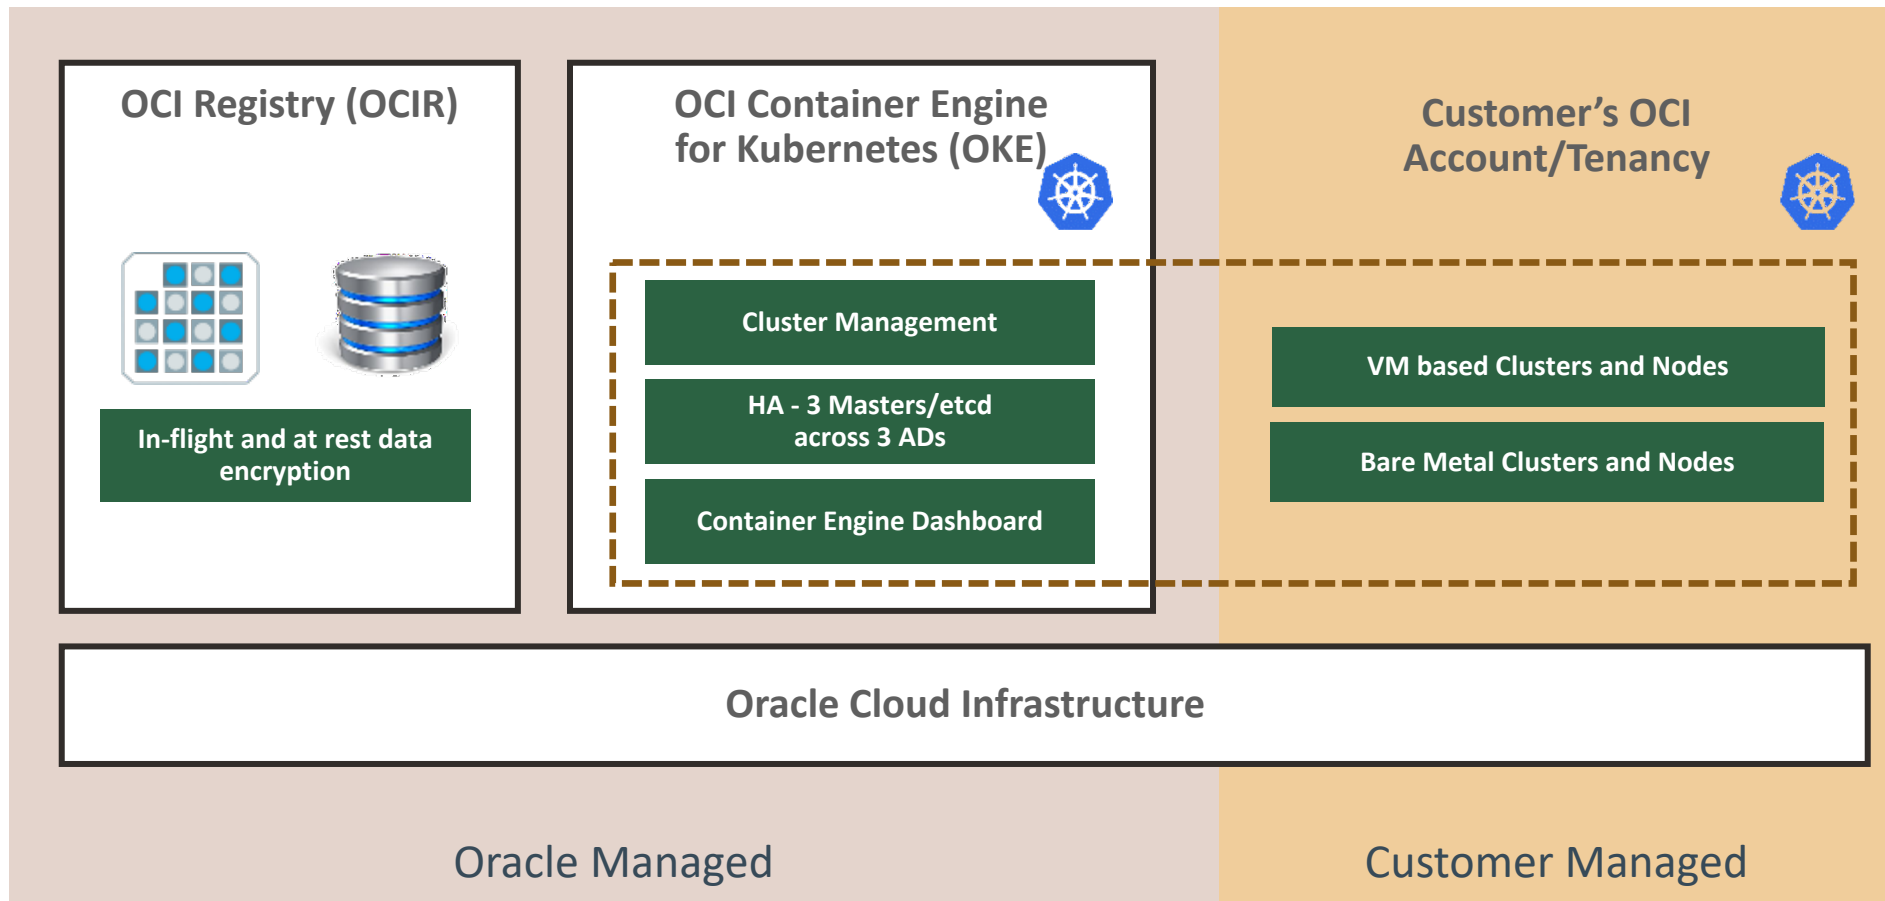 OCI Registry (OCIR)
In-flight and at rest data
encryption
OCI Container Engine
for Kubernetes (OKE)
Cluster Management
HA - 3 Masters/etcd
across 3 ADs
Container Engine Dashboard
Customer’s OCI
Account/Tenancy
VM based Clusters and Nodes
Bare Metal Clusters and Nodes
Oracle Cloud Infrastructure
Oracle Managed
Customer Managed